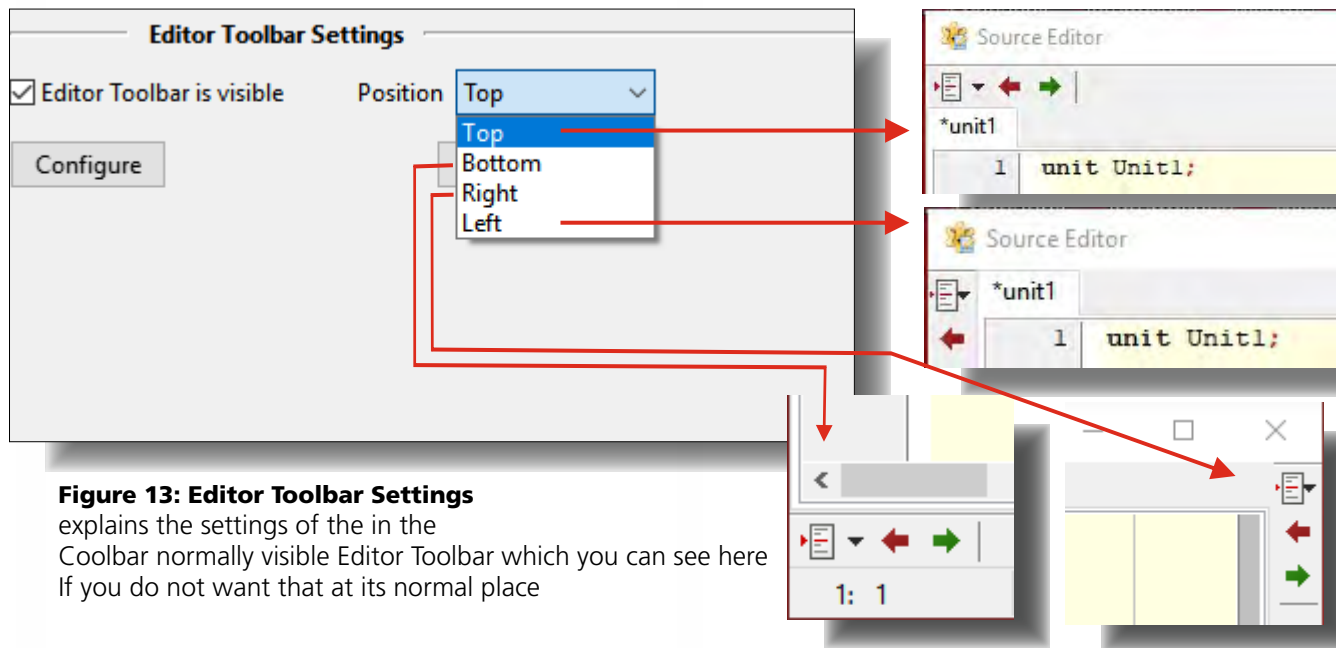 Editor Toolbar Settings
Editor Toolbar is visible Position Top
Top
Configure
Bottom
Right
Left
Source Editor
*unit1
1 unit Unit1;
Source Editor
*unit1
1 unit Unit1;
1: 1
Figure 13: Editor Toolbar Settings
explains the settings of the in the
Coolbar normally visible Editor Toolbar which you can see here
If you do not want that at its normal place